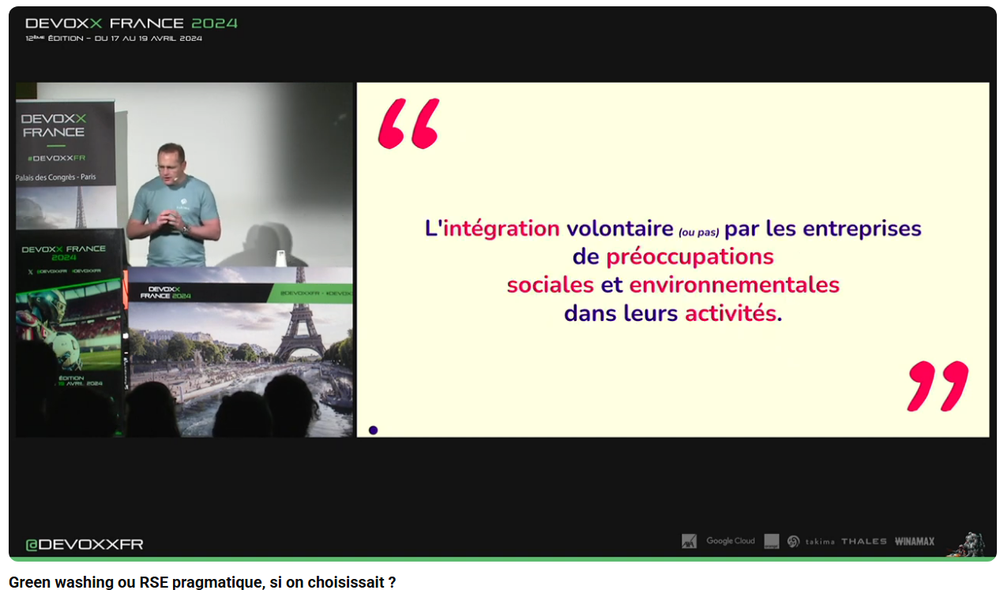 DEVOXX FRANCE 2024
12ÈME ÉDITION - DU 17 AU 19 AVRIL 2024
DEVOXX
FRANCE
#DEVOXXFR
Palais des Congrès - Paris
DEVOXX FRANCE
2024
@DEVOXXFR
DEVOXX
FRANCE 2024
@DEVOXXFR -
ÉDITION
19 AVRIL 2024
“
L'intégration volontaire (ou pas) par les entreprises
de préoccupations
sociales et environnementales
dans leurs activités.
”
@DEVOXXFR
AXA Google Cloud takima THALES WINAMAX
Green washing ou RSE pragmatique, si on choisissait ?